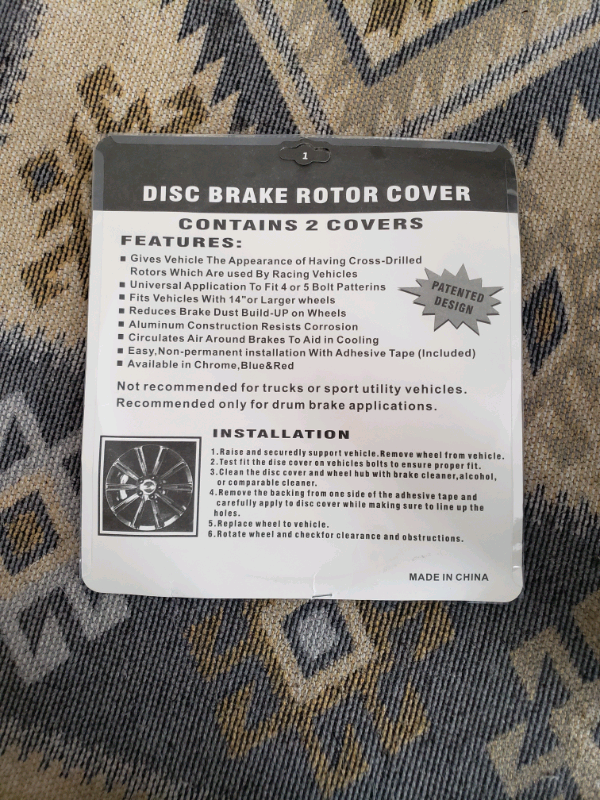 1
DISC BRAKE ROTOR COVER
CONTAINS 2 COVERS
FEATURES:
■ Gives Vehicle The Appearance of Having Cross-Drilled
Rotors Which Are used By Racing Vehicles
■ Universal Application To Fit 4 or 5 Bolt Patterns
■ Fits Vehicles With 14"or Larger wheels
■ Reduces Brake Dust Build-UP on Wheels
■ Aluminum Construction Resists Corrosion
■ Circulates Air Around Brakes To Aid in Cooling
■ Easy,Non-permanent installation With Adhesive Tape (Included)
■ Available in Chrome,Blue&Red
PATENTED
DESIGN
Not recommended for trucks or sport utility vehicles.
Recommended only for drum brake applications.
INSTALLATION
1.Raise and securedly support vehicle.Remove wheel from vehicle.
2.Test fit the dise cover on vehicles bolts to ensure proper fit.
3.Clean the disc cover and wheel hub with brake cleaner,alcohol,
or comparable cleaner.
4.Remove the backing from one side of the adhesive tape and
carefully apply to disc cover while making sure to line up the
holes.
5.Replace wheel to vehicle.
6.Rotate wheel and checkfor clearance and obstructions.
MADE IN CHINA